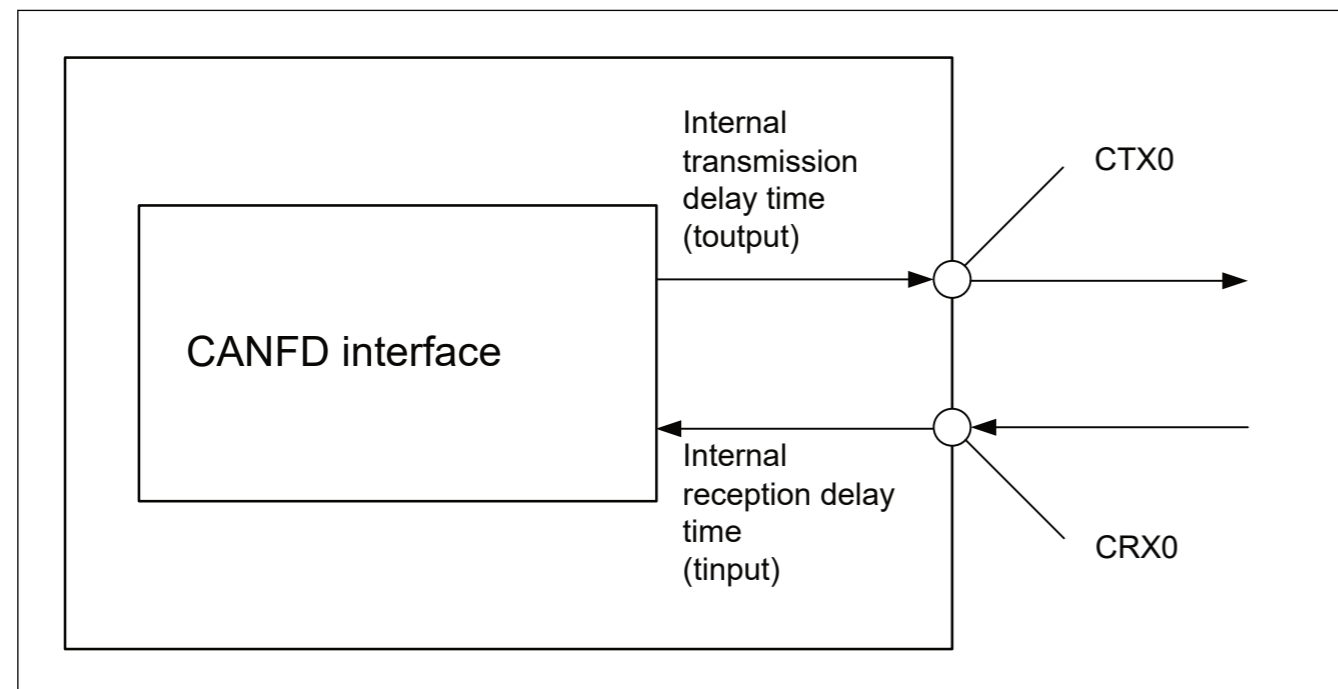 Internal
transmission
delay time
(toutput)
CTX0
CANFD interface
Internal
reception delay
time
(tinput)
CRX0